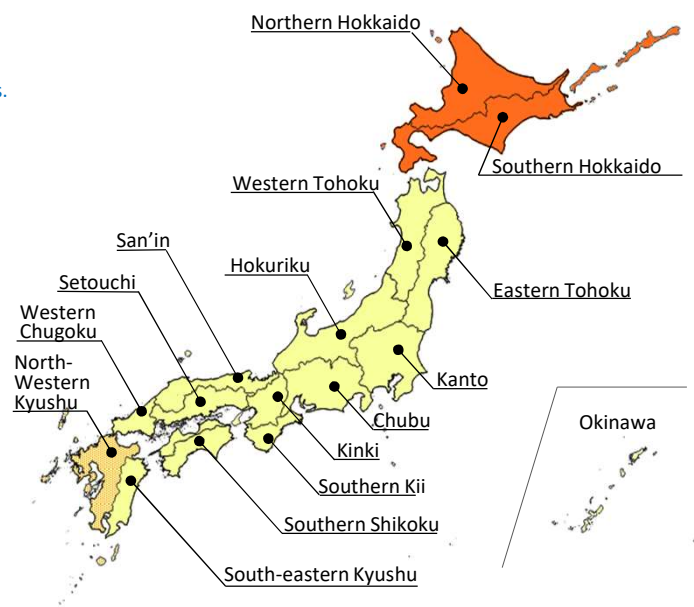 Northern Hokkaido
s.
Southern Hokkaido
Western Tohoku
San’in
Hokuriku
Setouchi
Eastern Tohoku
Western
Chugoku
North-
Western
Kyushu
Kanto
Chubu
Okinawa
Kinki
Southern Kii
Southern Shikoku
South-eastern Kyushu